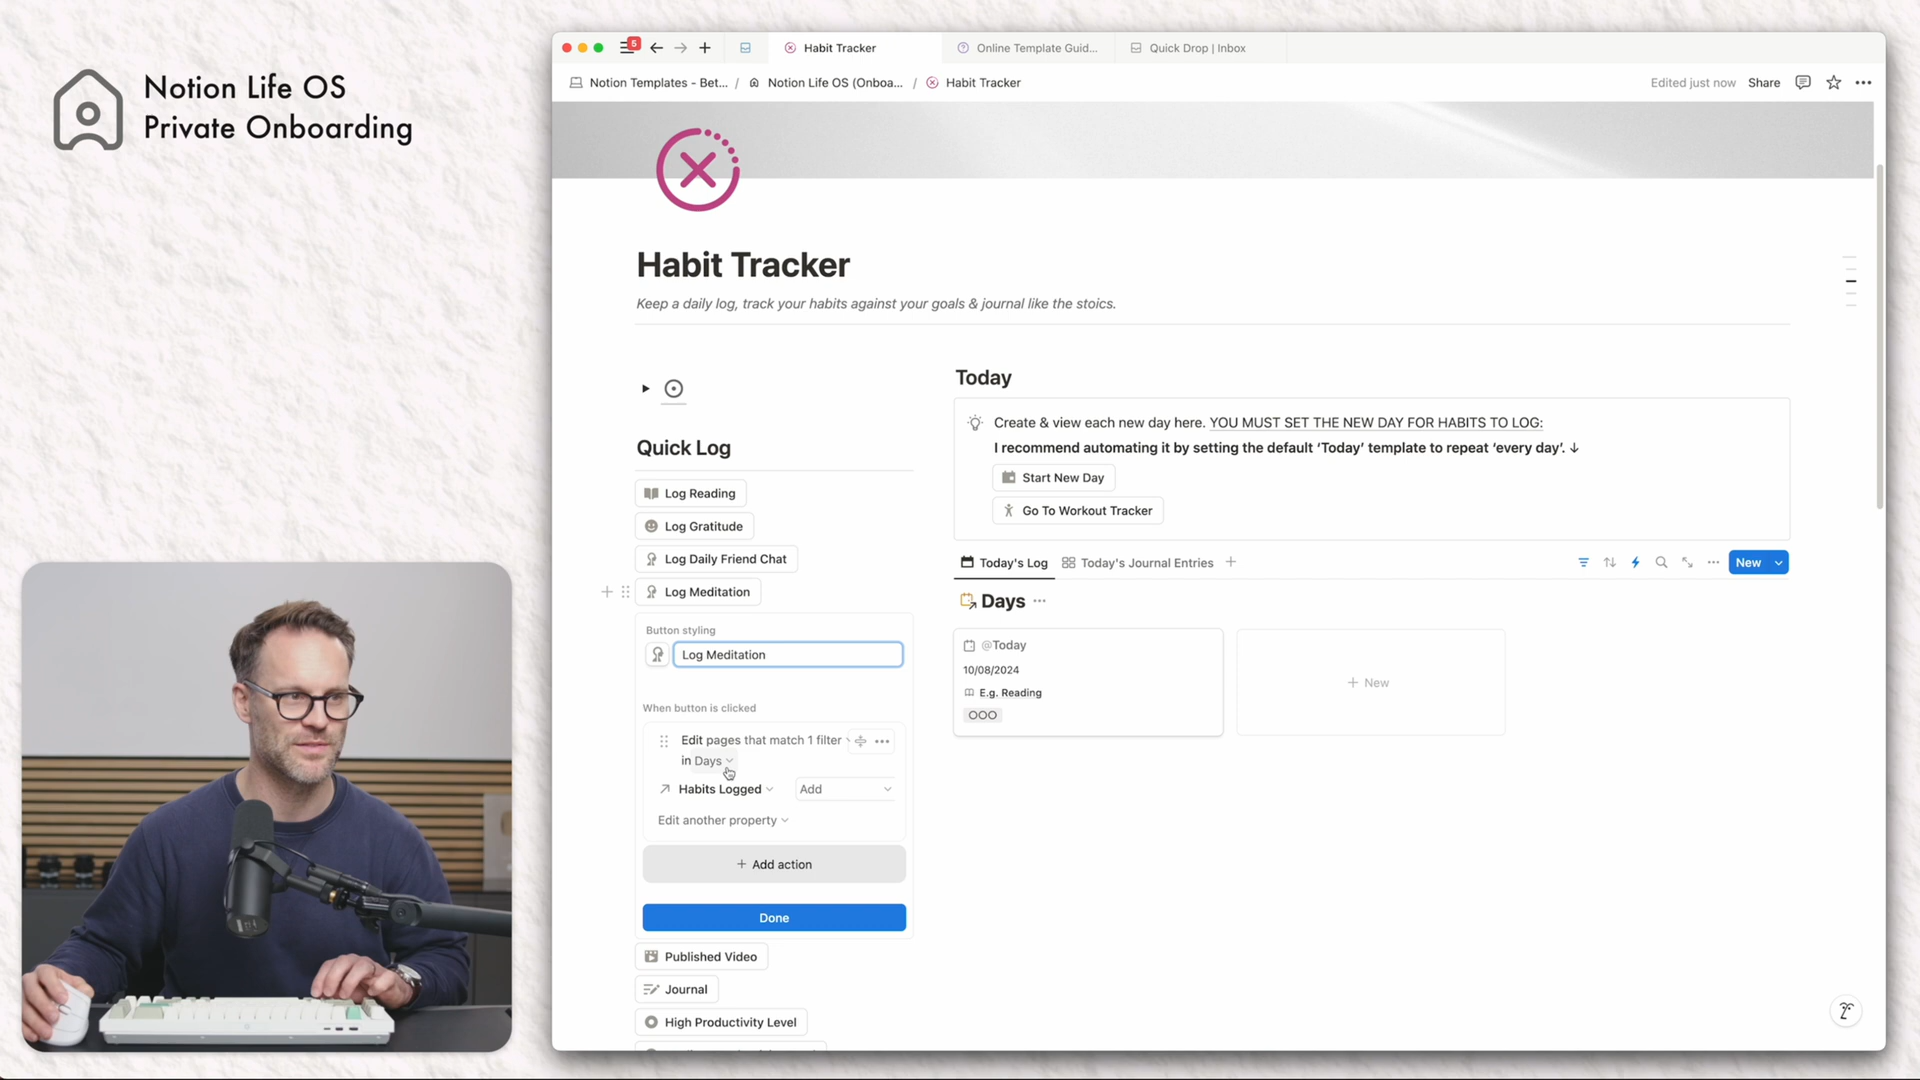 Notion Life OS
Private Onboarding
5
Habit Tracker
Online Template Guid...
Quick Drop | Inbox
Notion Templates - Bet... / Notion Life OS (Onboa... / Habit Tracker
Edited just now
Share
Habit Tracker
Keep a daily log, track your habits against your goals & journal like the stoics.
Quick Log
Log Reading
Log Gratitude
Log Daily Friend Chat
Log Meditation
Button styling
Log Meditation
When button is clicked
Edit pages that match 1 filter
in Days
Habits Logged
Add
Edit another property
+ Add action
Done
Published Video
Journal
High Productivity Level
Today
Create & view each new day here. YOU MUST SET THE NEW DAY FOR HABITS TO LOG:
I recommend automating it by setting the default ‘Today’ template to repeat ‘every day’. ↓
Start New Day
Go To Workout Tracker
Today's Log
Today's Journal Entries
New
Days
@Today
10/08/2024
E.g. Reading
OOO
+ New